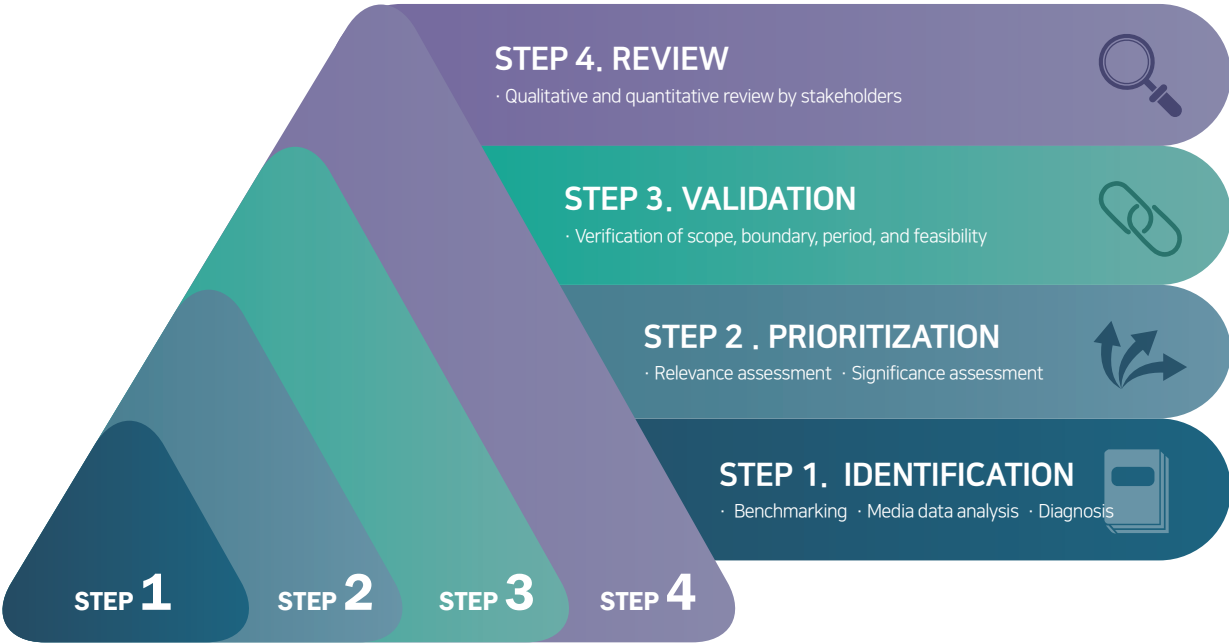 STEP 4. REVIEW
· Qualitative and quantitative review by stakeholders
STEP 3. VALIDATION
· Verification of scope, boundary, period, and feasibility
STEP 2 . PRIORITIZATION
· Relevance assessment · Significance assessment
STEP 1. IDENTIFICATION
· Benchmarking · Media data analysis · Diagnosis
STEP 1 STEP 2 STEP 3 STEP 4